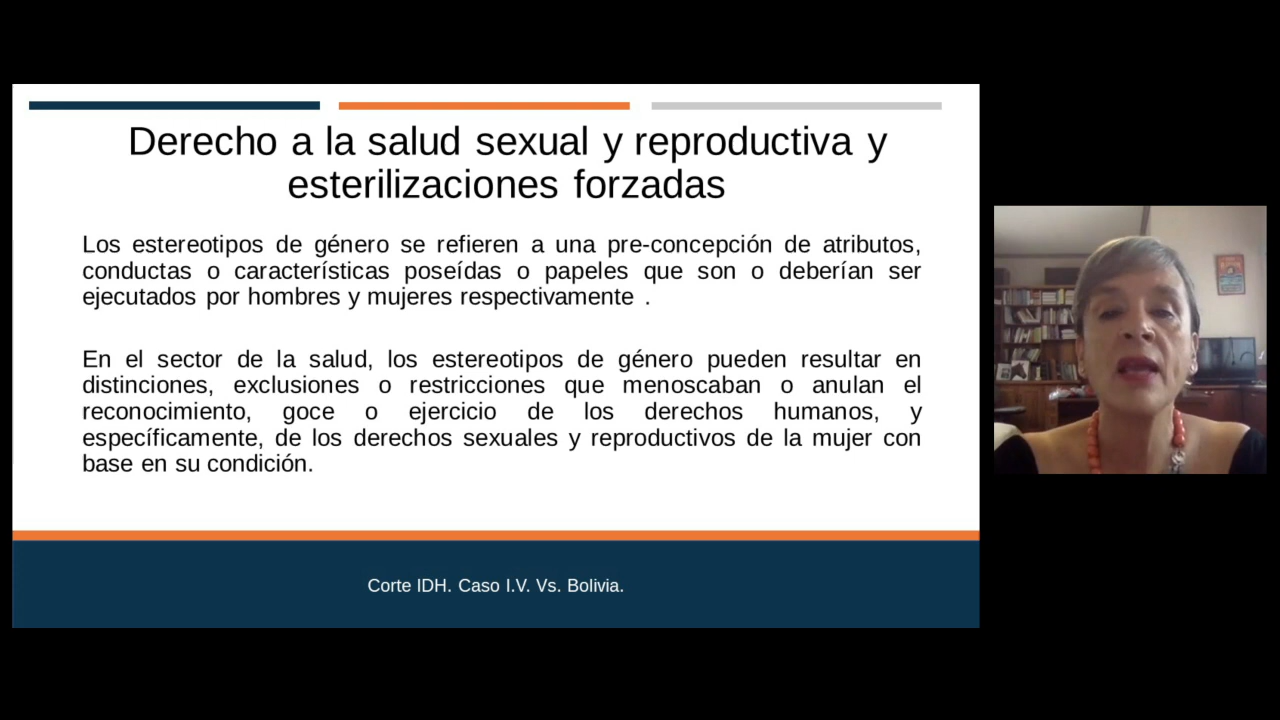 Derecho a la salud sexual y reproductiva y
esterilizaciones forzadas
Los estereotipos de género se refieren a una pre-concepción de atributos,
conductas o características poseídas o papeles que son o deberían ser
ejecutados por hombres y mujeres respectivamente .
En el sector de la salud, los estereotipos de género pueden resultar en
distinciones, exclusiones o restricciones que menoscaban o anulan el
reconocimiento, goce o ejercicio de los derechos humanos, y
específicamente, de los derechos sexuales y reproductivos de la mujer con
base en su condición.
Corte IDH. Caso I.V. Vs. Bolivia.